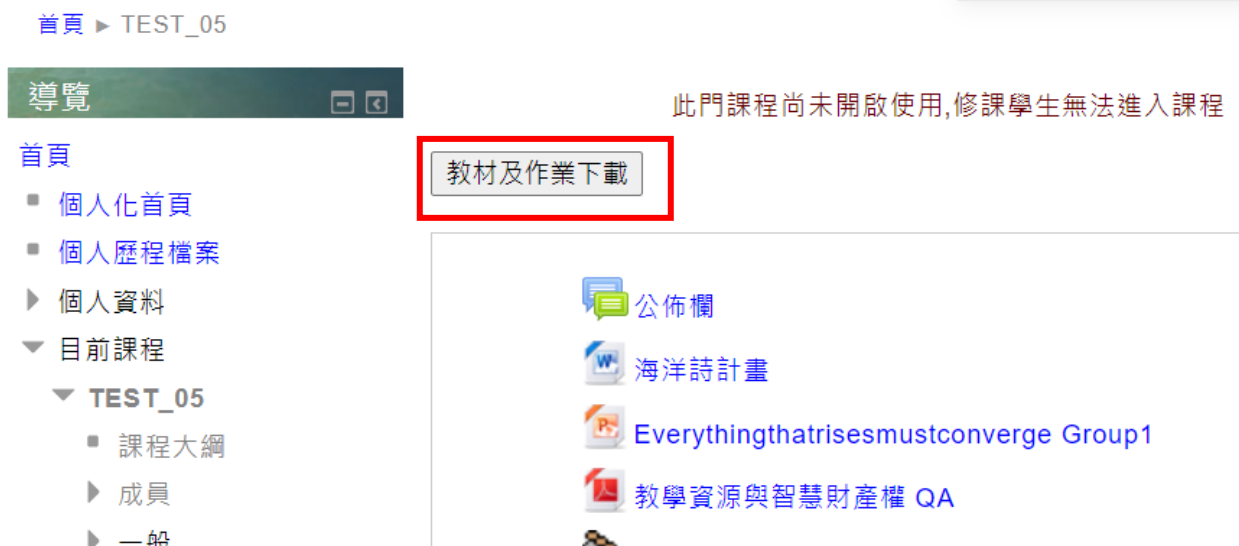 首頁 ► TEST_05
導覽
此門課程尚未開啟使用,修課學生無法進入課程
首頁
教材及作業下載
個人化首頁
個人歷程檔案
個人資料
目前課程
TEST_05
課程大綱
成員
一般
公佈欄
海洋詩計畫
Everythingthatrisesmustconverge Group1
教學資源與智慧財產權 QA